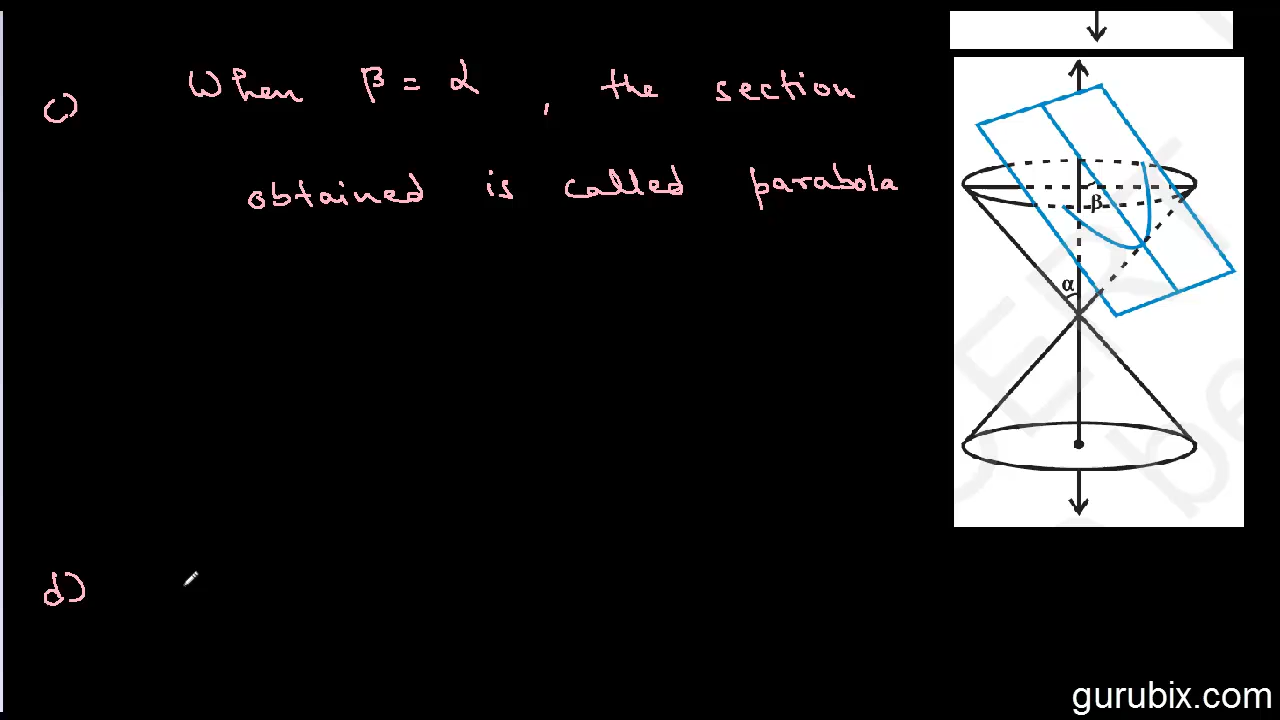 c) When β = α , the section
obtained is called parabola
β
α
d)
gurubix.com